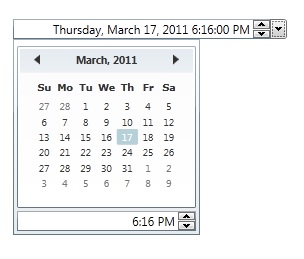 Thursday, March 17, 2011 6:16:00 PM
March, 2011
Su Mo Tu We Th Fr Sa
27 28 1 2 3 4 5
6 7 8 9 10 11 12
13 14 15 16 17 18 19
20 21 22 23 24 25 26
27 28 29 30 31 1 2
3 4 5 6 7 8 9
6:16 PM